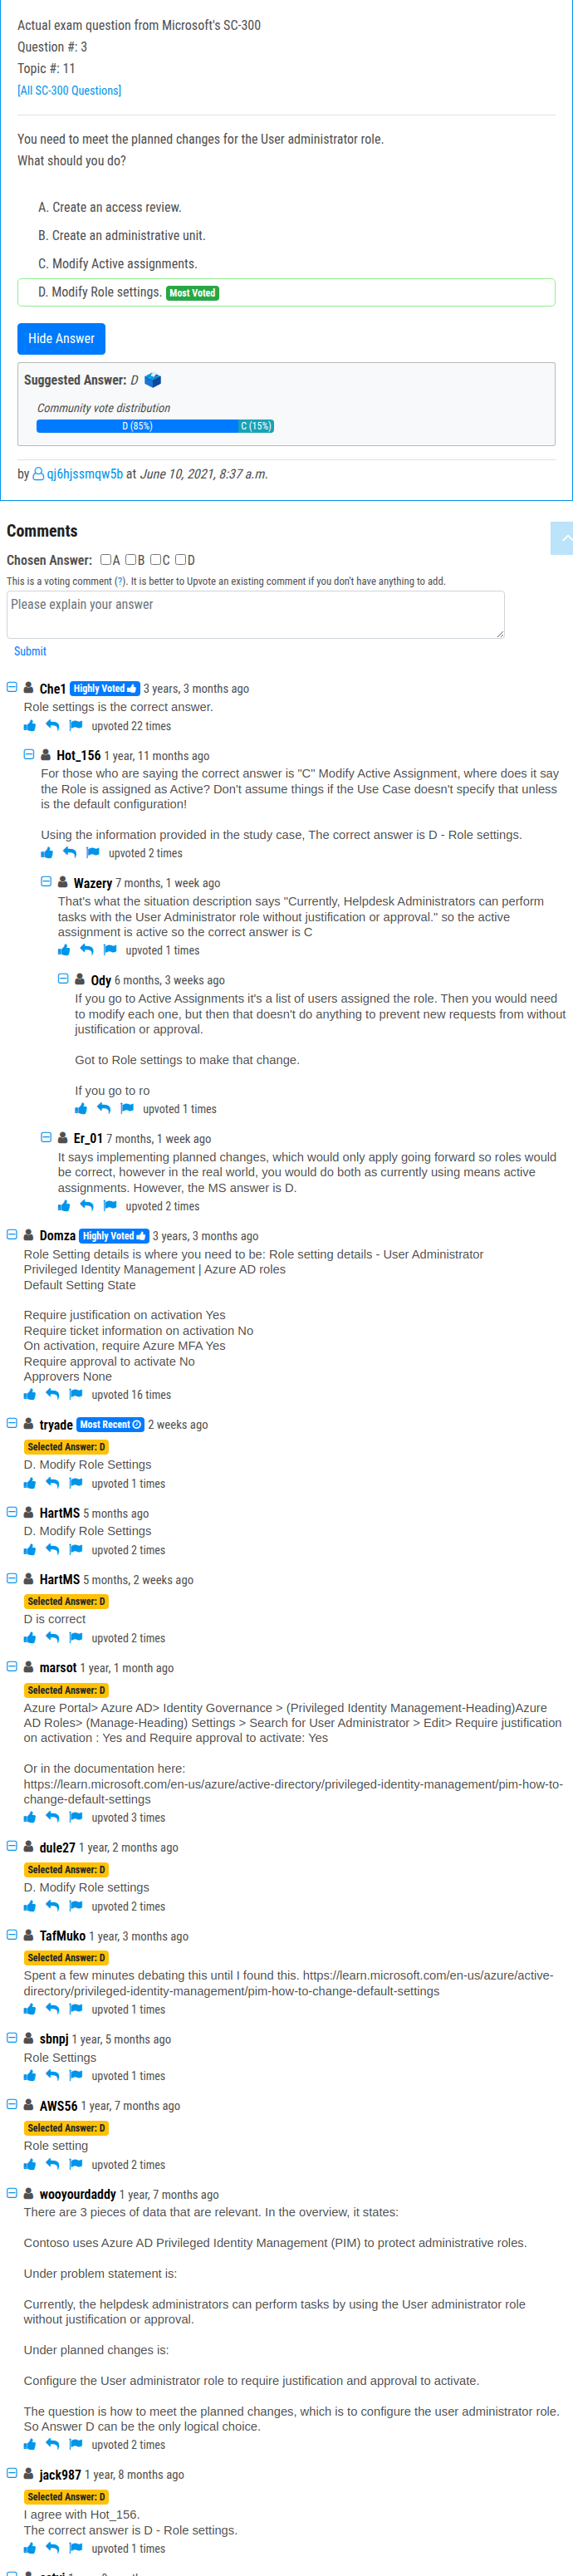 Actual exam question from Microsoft's SC-300
Question #: 3
Topic #: 11
[All SC-300 Questions]
You need to meet the planned changes for the User administrator role.
What should you do?
A. Create an access review.
B. Create an administrative unit.
C. Modify Active assignments.
D. Modify Role settings. Most Voted
Hide Answer
Suggested Answer: D
Community vote distribution
D (85%) C (15%)
by qj6hjssmqw5b at June 10, 2021, 8:37 a.m.
Comments
Chosen Answer: A B C D
This is a voting comment (?). It is better to Upvote an existing comment if you don't have anything to add.
Please explain your answer
Submit
Che1 Highly Voted 3 years, 3 months ago
Role settings is the correct answer.
upvoted 22 times
Hot_156 1 year, 11 months ago
For those who are saying the correct answer is "C" Modify Active Assignment, where does it say
the Role is assigned as Active? Don't assume things if the Use Case doesn't specify that unless
is the default configuration!
Using the information provided in the study case, The correct answer is D - Role settings.
upvoted 2 times
Wazery 7 months, 1 week ago
That's what the situation description says "Currently, Helpdesk Administrators can perform
tasks with the User Administrator role without justification or approval." so the active
assignment is active so the correct answer is C
upvoted 1 times
Ody 6 months, 3 weeks ago
If you go to Active Assignments it's a list of users assigned the role. Then you would need
to modify each one, but then that doesn't do anything to prevent new requests from without
justification or approval.
Got to Role settings to make that change.
If you go to ro
upvoted 1 times
Er_01 7 months, 1 week ago
It says implementing planned changes, which would only apply going forward so roles would
be correct, however in the real world, you would do both as currently using means active
assignments. However, the MS answer is D.
upvoted 2 times
Domza Highly Voted 3 years, 3 months ago
Role Setting details is where you need to be: Role setting details - User Administrator
Privileged Identity Management | Azure AD roles
Default Setting State
Require justification on activation Yes
Require ticket information on activation No
On activation, require Azure MFA Yes
Require approval to activate No
Approvers None
upvoted 16 times
tryade Most Recent 2 weeks ago
Selected Answer: D
D. Modify Role Settings
upvoted 1 times
HartMS 5 months ago
D. Modify Role Settings
upvoted 2 times
HartMS 5 months, 2 weeks ago
Selected Answer: D
D is correct
upvoted 2 times
marsot 1 year, 1 month ago
Selected Answer: D
Azure Portal> Azure AD> Identity Governance > (Privileged Identity Management-Heading)Azure
AD Roles> (Manage-Heading) Settings > Search for User Administrator > Edit> Require justification
on activation : Yes and Require approval to activate: Yes
Or in the documentation here:
https://learn.microsoft.com/en-us/azure/active-directory/privileged-identity-management/pim-how-to-
change-default-settings
upvoted 3 times
dule27 1 year, 2 months ago
Selected Answer: D
D. Modify Role settings
upvoted 2 times
TafMuko 1 year, 3 months ago
Selected Answer: D
Spent a few minutes debating this until I found this. https://learn.microsoft.com/en-us/azure/active-
directory/privileged-identity-management/pim-how-to-change-default-settings
upvoted 1 times
sbnpj 1 year, 5 months ago
Role Settings
upvoted 1 times
AWS56 1 year, 7 months ago
Selected Answer: D
Role setting
upvoted 2 times
wooyourdaddy 1 year, 7 months ago
There are 3 pieces of data that are relevant. In the overview, it states:
Contoso uses Azure AD Privileged Identity Management (PIM) to protect administrative roles.
Under problem statement is:
Currently, the helpdesk administrators can perform tasks by using the User administrator role
without justification or approval.
Under planned changes is:
Configure the User administrator role to require justification and approval to activate.
The question is how to meet the planned changes, which is to configure the user administrator role.
So Answer D can be the only logical choice.
upvoted 2 times
jack987 1 year, 8 months ago
Selected Answer: D
I agree with Hot_156.
The correct answer is D - Role settings.
upvoted 1 times